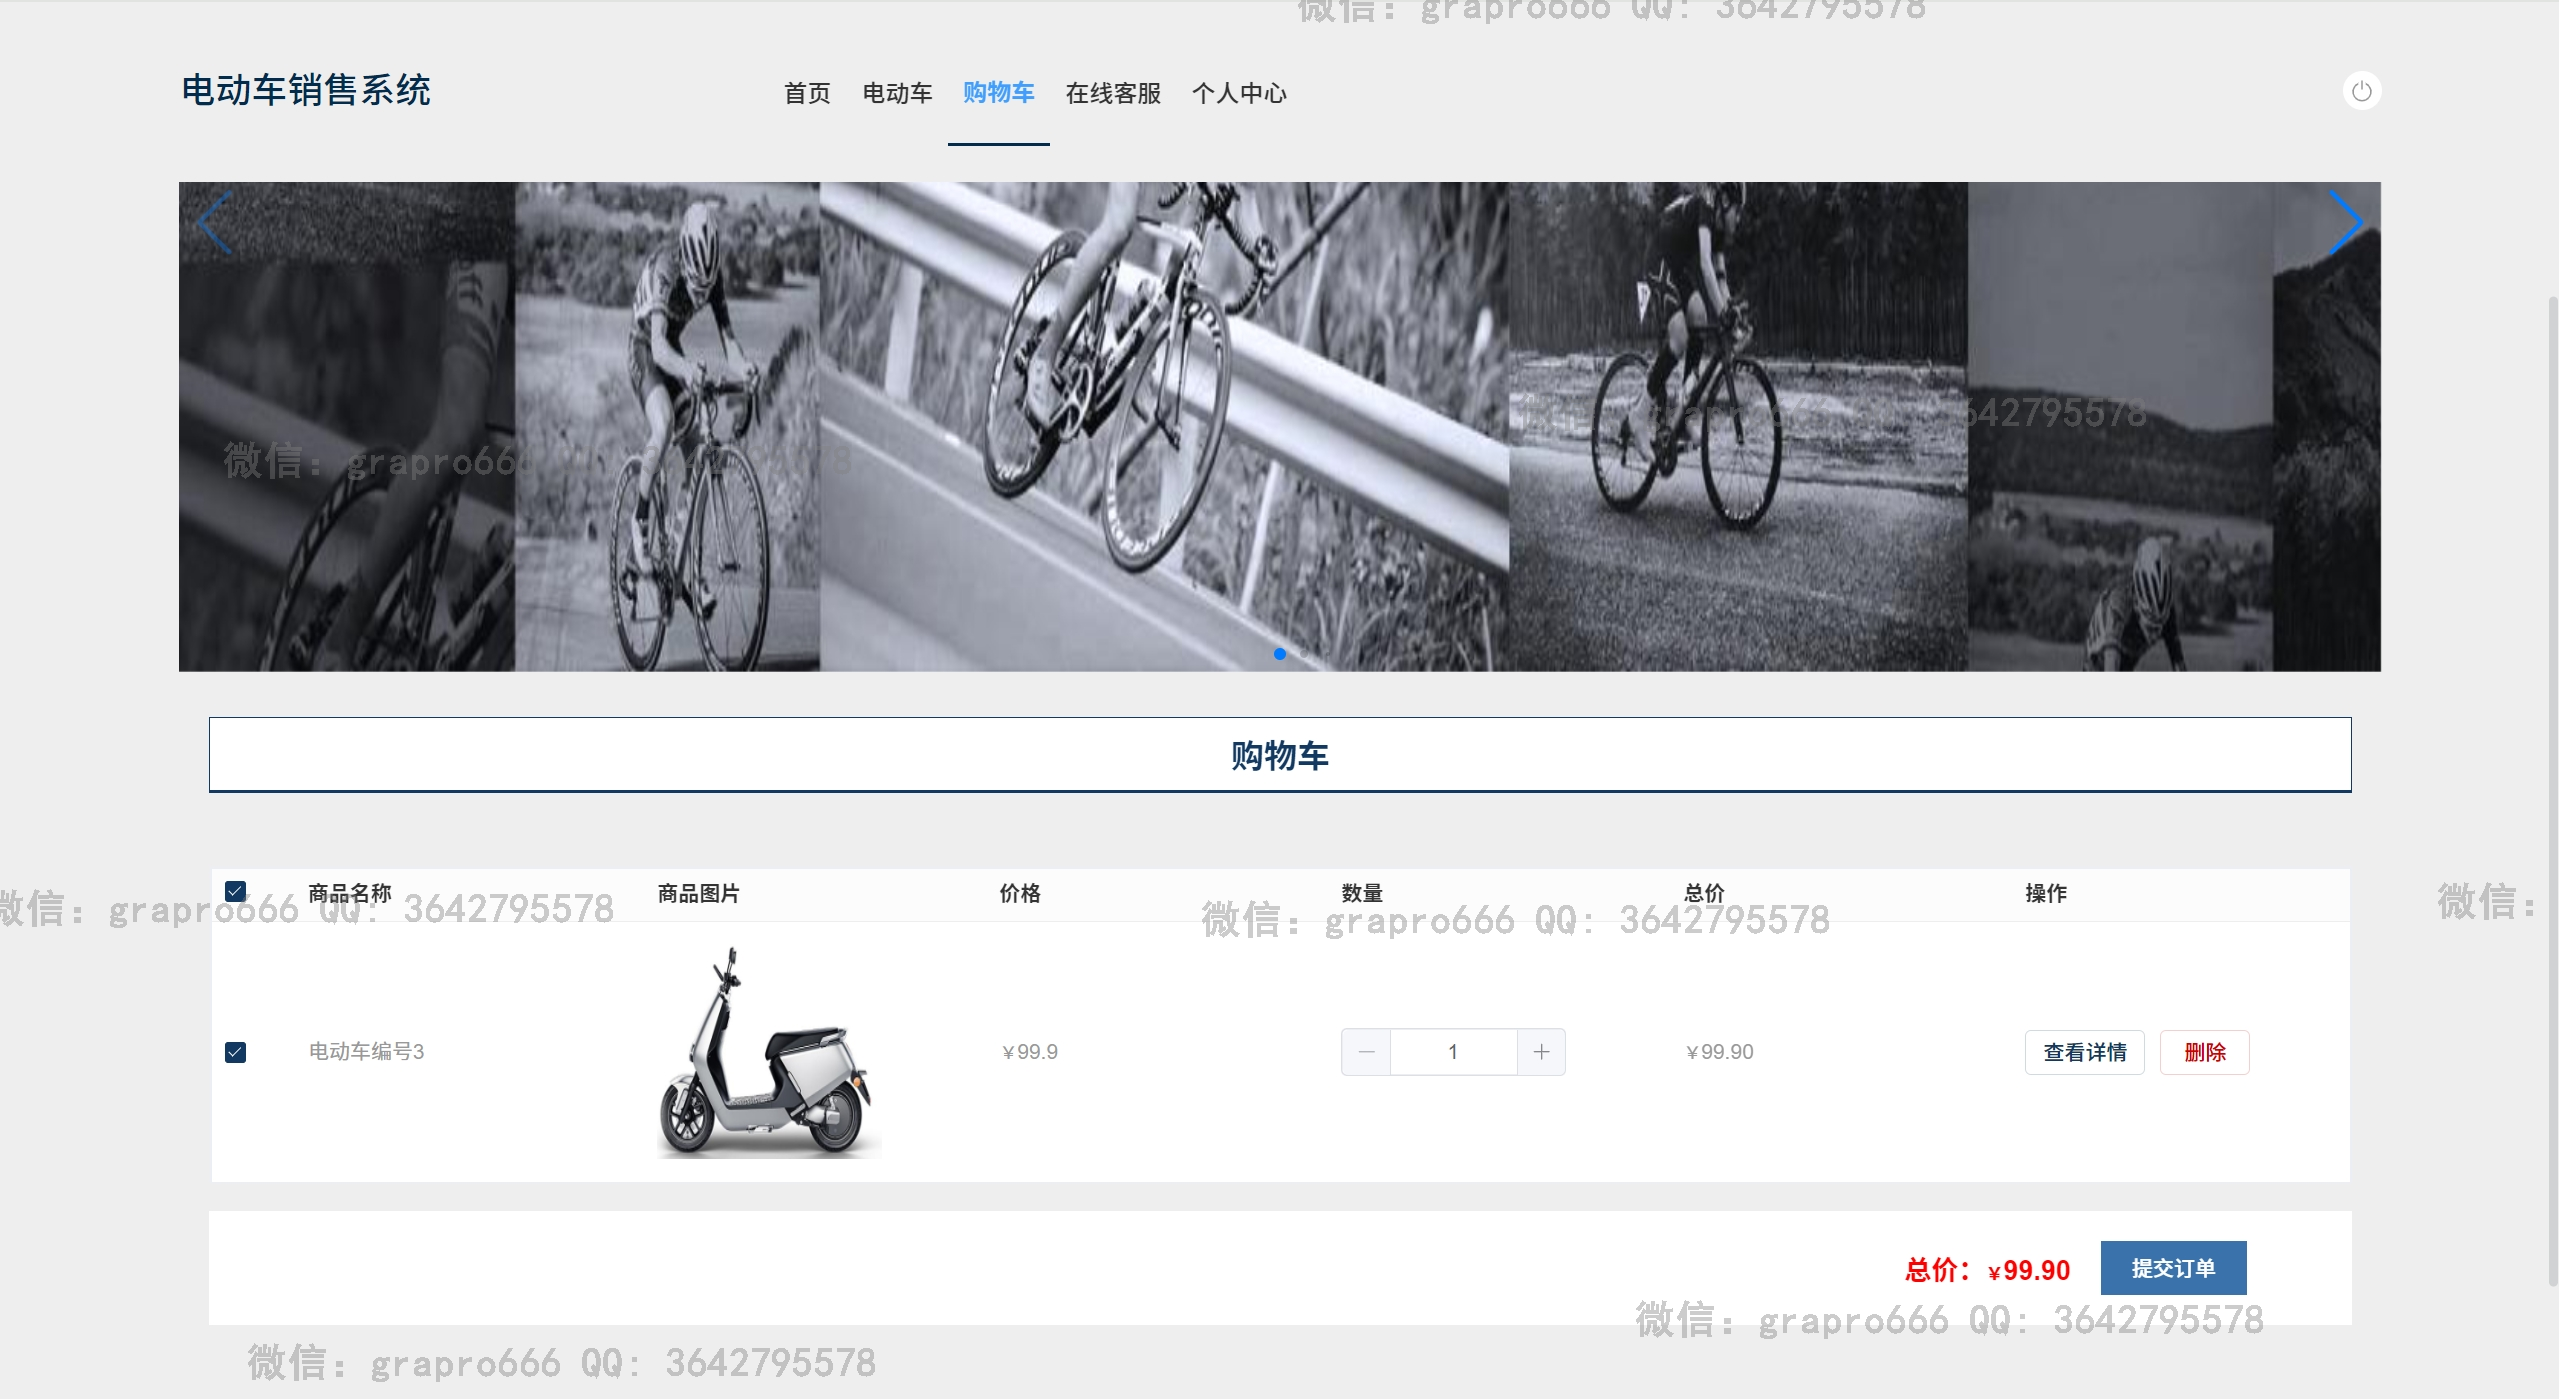 微信：grapro666 QQ: 3642795578
电动车销售系统
首页 电动车 购物车 在线客服 个人中心
微信：grapro666
642795578
购物车
商品名称 商品图片 价格 数量 总价 操作
微信：grapro666 QQ: 3642795578
微信：grapro666 QQ: 3642795578
微信：
电动车编号3 ￥99.9 1 ￥99.90 查看详情 删除
总价：￥99.90 提交订单
微信：grapro666 QQ: 3642795578
微信：grapro666 QQ: 3642795578